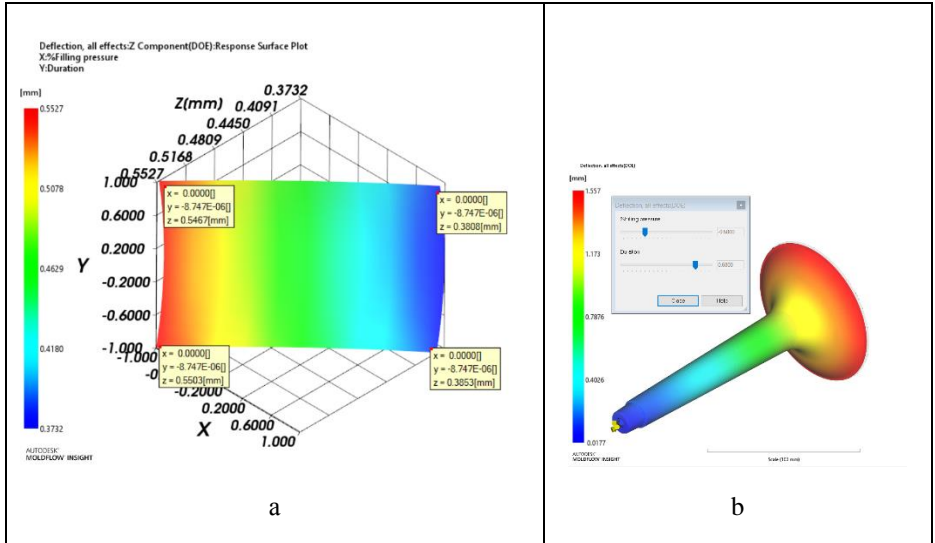 Deflection, all effects:Z Component(DOE):Response Surface Plot
X:%Filling pressure
Y:Duration
[mm]
0.5527
0.5078
0.4629
0.4180
0.3732
Z(mm)
0.3732
0.4091
0.4450
0.4809
0.5168
0.5527
1.000
0.6000
0.2000
-0.2000
-0.6000
-1.000
Y
-1.000
-0.2000
0.2000
0.6000
1.000
X
x = 0.0000[]
y = -8.747E-06[]
z = 0.5467[mm]
x = 0.0000[]
y = -8.747E-06[]
z = 0.3808[mm]
x = 0.0000[]
y = -8.747E-06[]
z = 0.5503[mm]
x = 0.0000[]
y = -8.747E-06[]
z = 0.3853[mm]
AUTODESK'
MOLDFLOW INSIGHT
a
Deflection, all effects(DOE)
[mm]
1.557
1.173
0.7876
0.4026
0.0177
Deflection, all effects(DOE)
%Filling pressure
Duration
Close
Help
AUTODESK'
MOLDFLOW INSIGHT
b